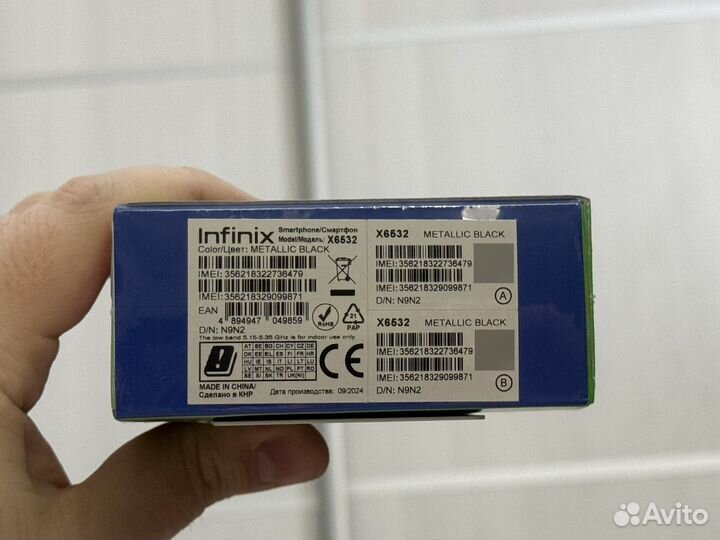 Infinix
Smartphone/Смартфон
Model/Модель: X6532
Color/Цвет: METALLIC BLACK
IMEI: 356218322736479
IMEI:356218329099871
EAN
4 894947 049859
D/N: N9N2
The low band 5.15-5.35 GHz is for indoor use only
RoHS
21
PAP
AT BE BG CH CY CZ DE
DK EE EL ES FI FR HR
HU IE IS IT LI LT LU
LV MT NL NO PL PT RO
SE SI SK TR UK(NI)
CE
MADE IN CHINA/
Сделано в КНР
Дата производства: 09/2024
X6532 METALLIC BLACK
IMEI:356218322736479
IMEI:356218329099871
D/N: N9N2
A
X6532 METALLIC BLACK
IMEI:356218322736479
IMEI:356218329099871
D/N: N9N2
B
Avito